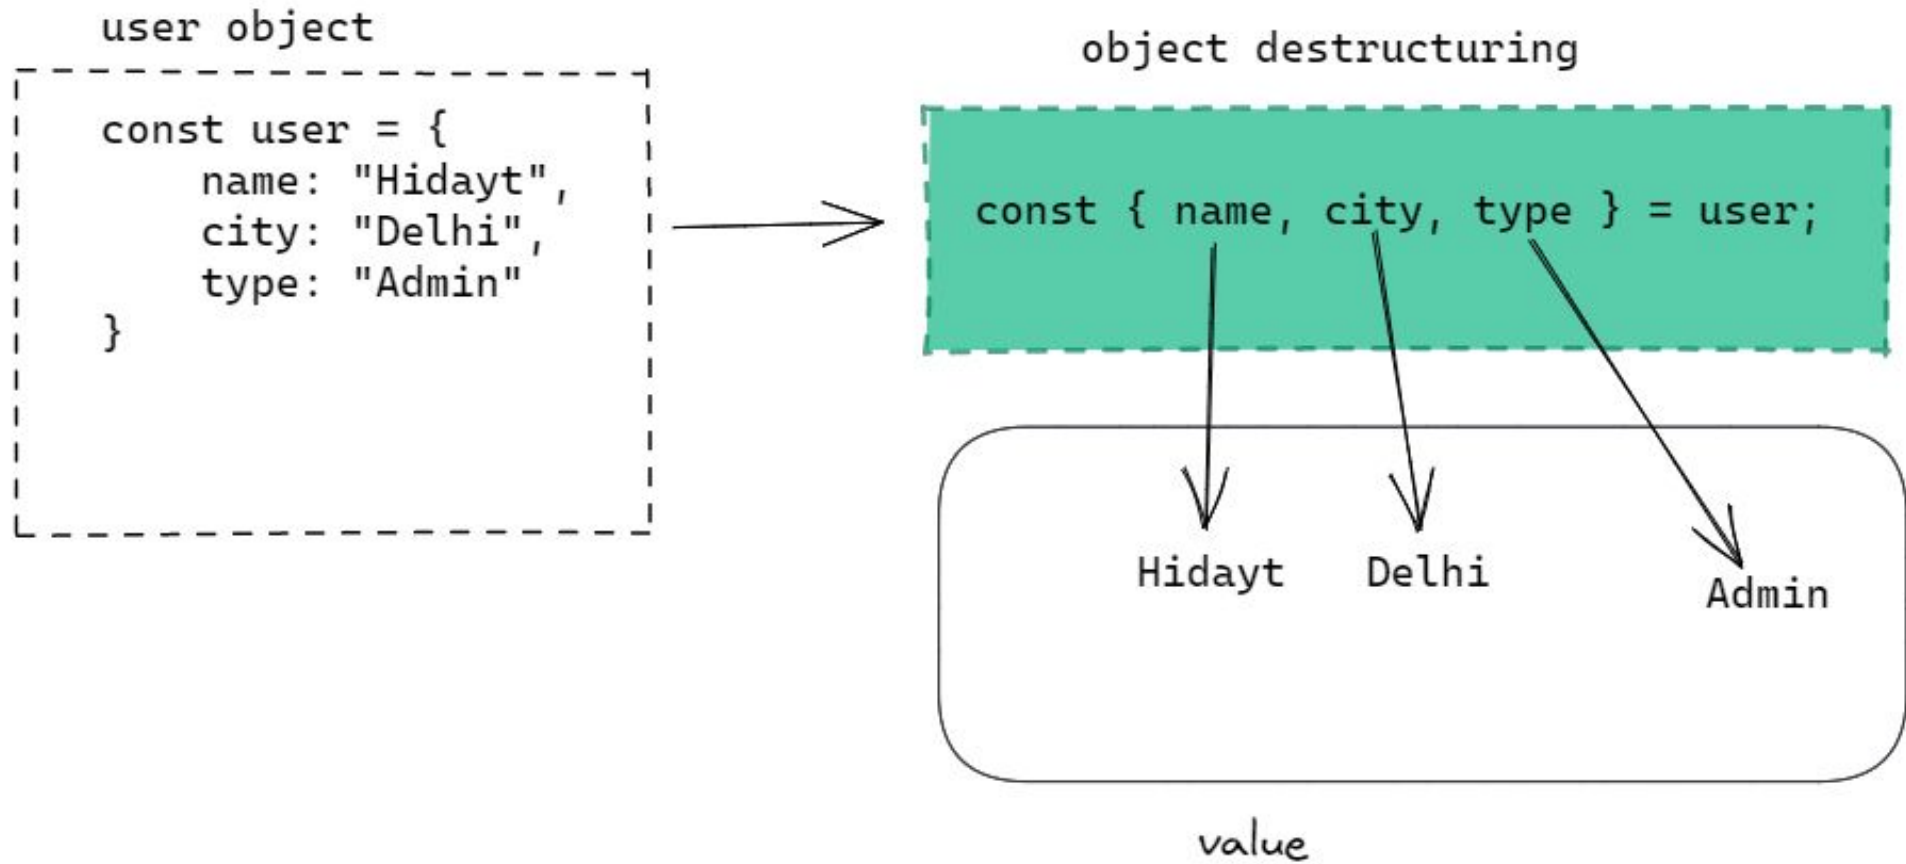 user object
const user = {
name: "Hidayt",
city: "Delhi",
type: "Admin"
}
object destructuring
const { name, city, type } = user;
Hidayt Delhi Admin
value